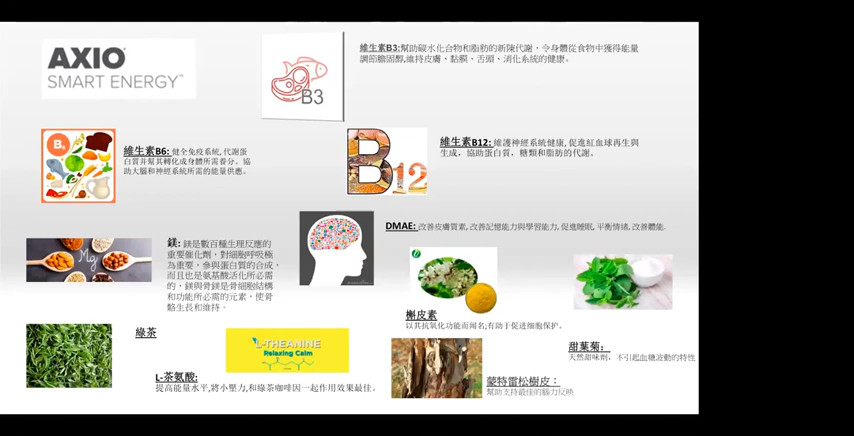 AXIO
SMART ENERGY™
B3
維生素B3:幫助碳水化合物和脂肪的新陳代謝，令身體從食物中獲得能量
調節膽固醇,維持皮膚、黏膜、舌頭、消化系統的健康。
B6
維生素B6: 健全免疫系統, 代謝蛋
白質并幫其轉化成身體所需養分。協
助大腦和神經系統所需的能量供應。
B12
維生素B12: 維護神經系統健康, 促進紅血球再生與
生成。協助蛋白質，糖類和脂肪的代謝。
DMAE: 改善皮膚質素, 改善記憶能力與學習能力, 促進睡眠, 平衡情緒, 改善體能.
Mg
鎂: 鎂是數百種生理反應的
重要催化劑，對細胞呼吸極
為重要，參與蛋白質的合成，
而且也是氨基酸活化所必需
的，鎂與骨鎂是骨細胞結構
和功能所必需的元素，使骨
骼生長和維持。
槲皮素
以其抗氧化功能而闻名;有助于促进细胞保护。
甜葉菊：
天然甜味劑，不引起血糖波動的特性
綠茶
L-THEANINE
Relaxing Calm
L-茶氨酸:
提高能量水平,將小壓力,和綠茶咖啡因一起作用效果最佳。
蒙特雷松樹皮：
幫助支持最佳的腦力反映